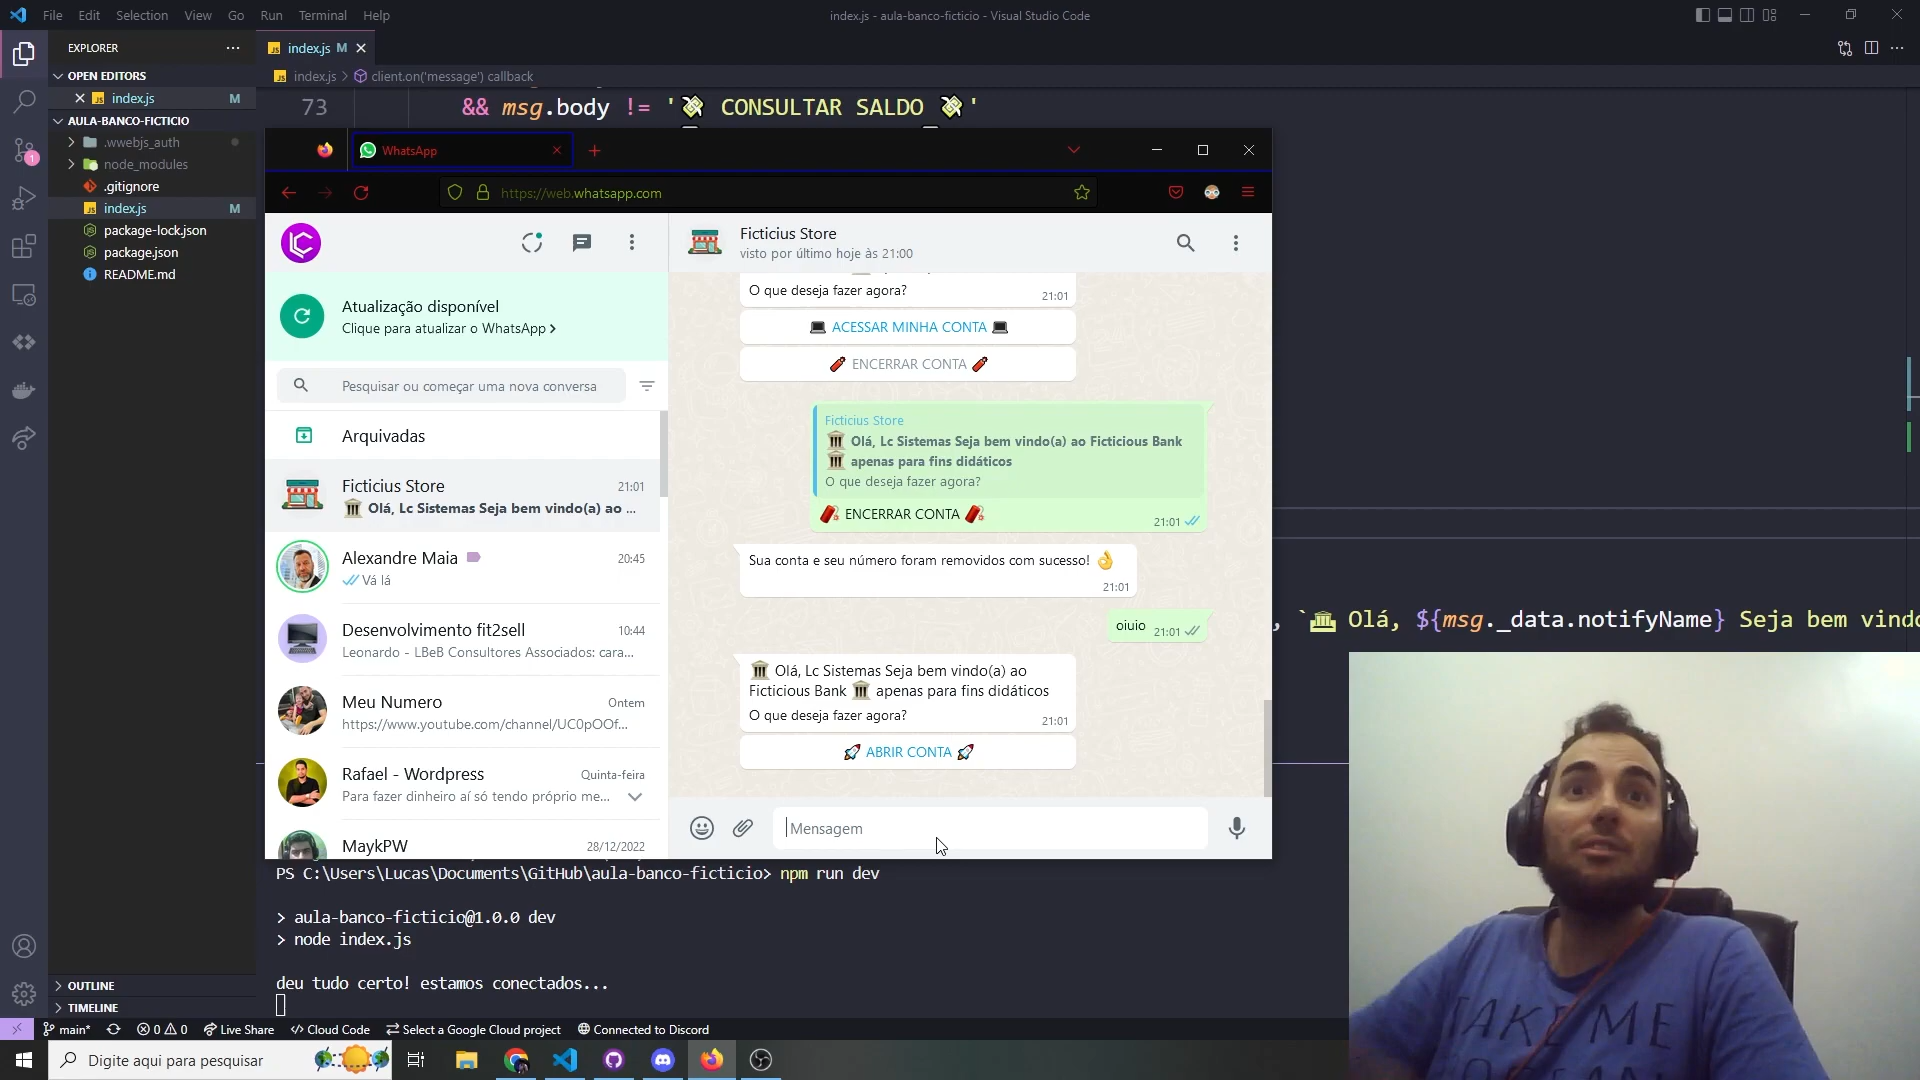 File Edit Selection View Go Run Terminal Help
index.js - aula-banco-ficticio - Visual Studio Code
EXPLORER
OPEN EDITORS
index.js M
AULA-BANCO-FICTICIO
.wwebjs_auth
node_modules
.gitignore
index.js M
package-lock.json
package.json
README.md
OUTLINE
TIMELINE
index.js M
index.js > client.on('message') callback
73 && msg.body != '💸 CONSULTAR SALDO 💸'
WhatsApp
https://web.whatsapp.com
Atualização disponível
Clique para atualizar o WhatsApp
Pesquisar ou começar uma nova conversa
Arquivadas
Ficticius Store 21:01
🏛 Olá, Lc Sistemas Seja bem vindo(a) ao ...
Alexandre Maia 20:45
Vá lá
Desenvolvimento fit2sell 10:44
Leonardo - LBeB Consultores Associados: cara...
Meu Numero Ontem
https://www.youtube.com/channel/UC0pOOf...
Rafael - Wordpress Quinta-feira
Para fazer dinheiro aí só tendo próprio me...
MaykPW 28/12/2022
Ficticius Store
visto por último hoje às 21:00
O que deseja fazer agora? 21:01
💻 ACESSAR MINHA CONTA 💻
🧨 ENCERRAR CONTA 🧨
Ficticius Store
🏛 Olá, Lc Sistemas Seja bem vindo(a) ao Ficticious Bank
🏛 apenas para fins didáticos
O que deseja fazer agora?
🧨 ENCERRAR CONTA 🧨
21:01
Sua conta e seu número foram removidos com sucesso! 👌
21:01
oiuio 21:01
🏛 Olá, Lc Sistemas Seja bem vindo(a) ao
Ficticious Bank 🏛 apenas para fins didáticos
O que deseja fazer agora? 21:01
🚀 ABRIR CONTA 🚀
Mensagem
, `🏛 Olá, ${msg._data.notifyName} Seja bem vindo
PS C:\Users\Lucas\Documents\GitHub\aula-banco-ficticio> npm run dev
> aula-banco-ficticio@1.0.0 dev
> node index.js
deu tudo certo! estamos conectados...
TAKE ME
main* 0 0 Live Share Cloud Code Select a Google Cloud project Connected to Discord
Digite aqui para pesquisar